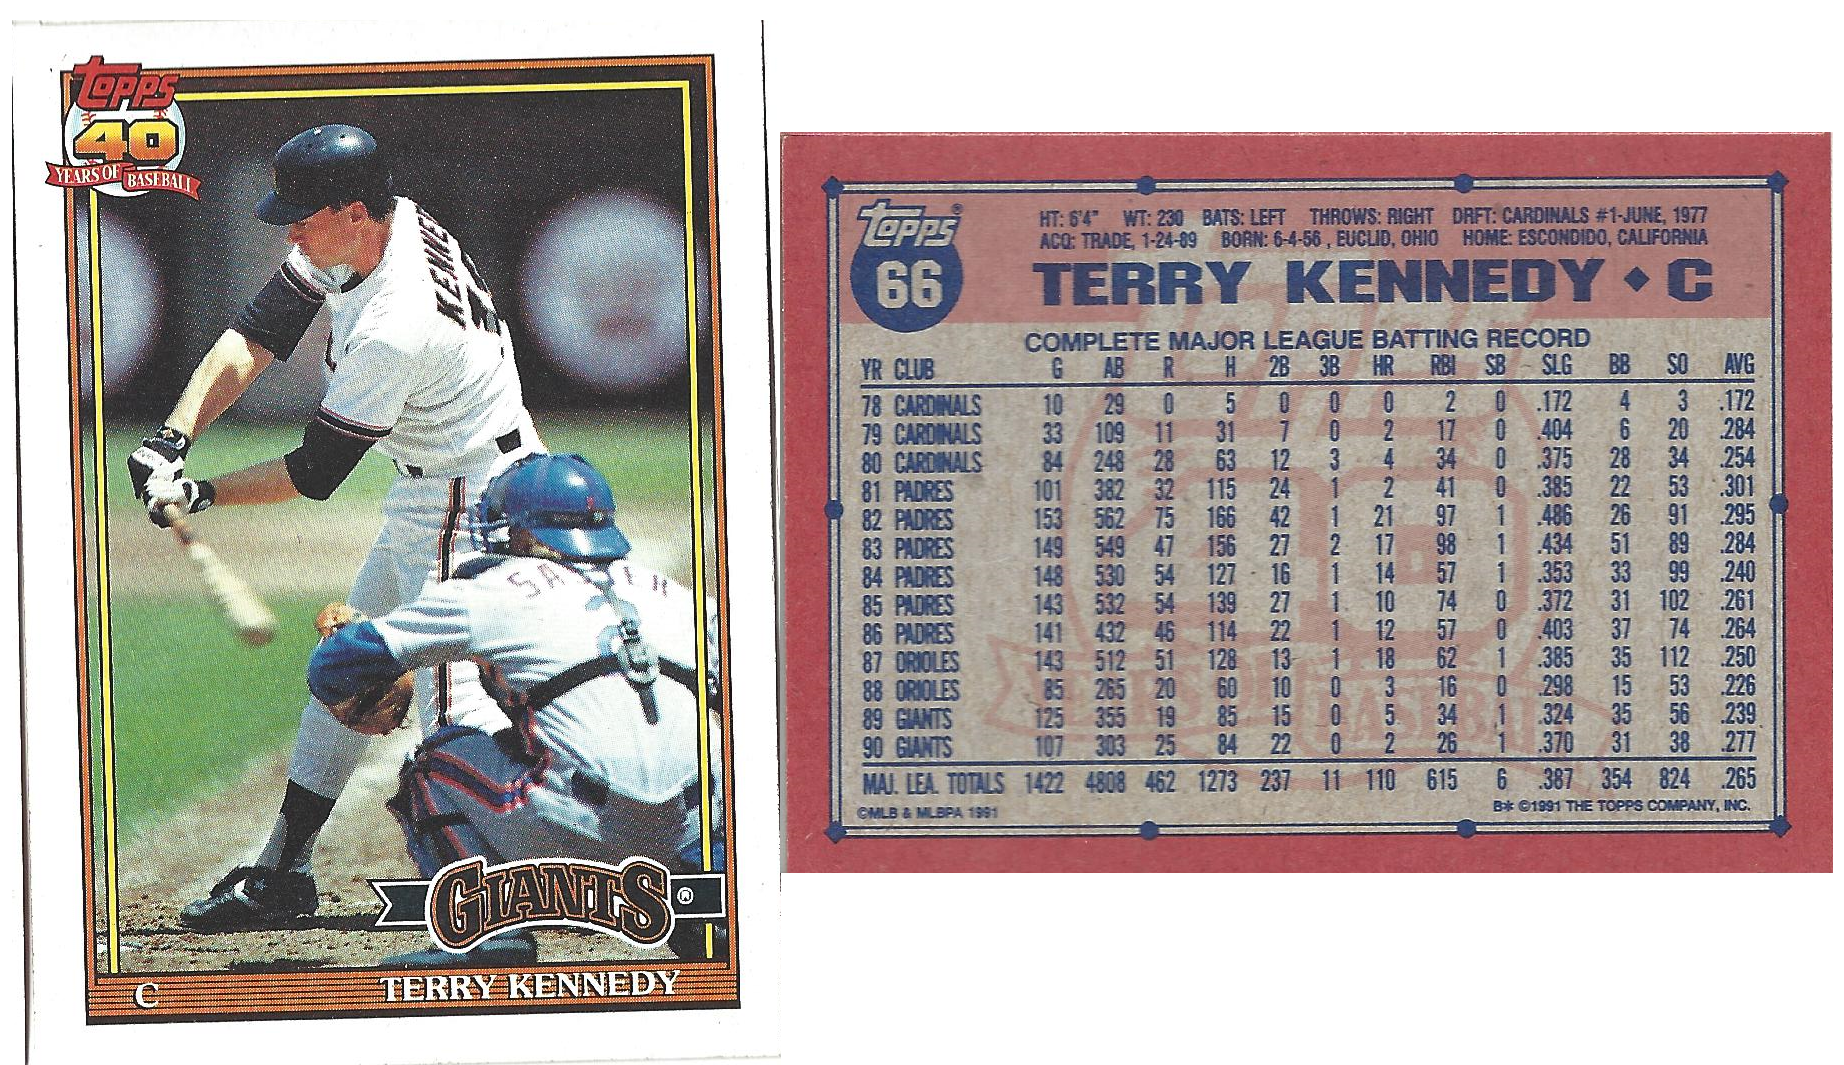 Topps
40
YEARS OF BASEBALL
KENNE
SASSER
GIANTS ®
C TERRY KENNEDY
Topps®
66
HT: 6'4" WT: 230 BATS: LEFT THROWS: RIGHT DRFT: CARDINALS #1-JUNE, 1977
ACQ: TRADE, 1-24-89 BORN: 6-4-56 , EUCLID, OHIO HOME: ESCONDIDO, CALIFORNIA
TERRY KENNEDY ◆ C
COMPLETE MAJOR LEAGUE BATTING RECORD
YR CLUB G AB R H 2B 3B HR RBI SB SLG BB SO AVG
78 CARDINALS 10 29 0 5 0 0 0 2 0 .172 4 3 .172
79 CARDINALS 33 109 11 31 7 0 2 17 0 .404 6 20 .284
80 CARDINALS 84 248 28 63 12 3 4 34 0 .375 28 34 .254
81 PADRES 101 382 32 115 24 1 2 41 0 .385 22 53 .301
82 PADRES 153 562 75 166 42 1 21 97 1 .486 26 91 .295
83 PADRES 149 549 47 156 27 2 17 98 1 .434 51 89 .284
84 PADRES 148 530 54 127 16 1 14 57 1 .353 33 99 .240
85 PADRES 143 532 54 139 27 1 10 74 0 .372 31 102 .261
86 PADRES 141 432 46 114 22 1 12 57 0 .403 37 74 .264
87 ORIOLES 143 512 51 128 13 1 18 62 1 .385 35 112 .250
88 ORIOLES 85 265 20 60 10 0 3 16 0 .298 15 53 .226
89 GIANTS 125 355 19 85 15 0 5 34 1 .324 35 56 .239
90 GIANTS 107 303 25 84 22 0 2 26 1 .370 31 38 .277
MAJ. LEA. TOTALS 1422 4808 462 1273 237 11 110 615 6 .387 354 824 .265
©MLB & MLBPA 1991 B* ©1991 THE TOPPS COMPANY, INC.